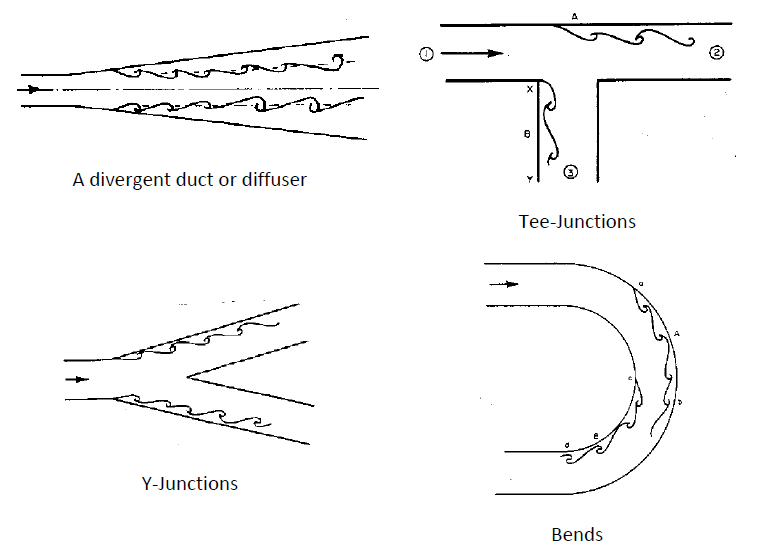 A
①
②
X
B
Y
③
A divergent duct or diffuser
Tee-Junctions
A
C
D
B
Y-Junctions
Bends